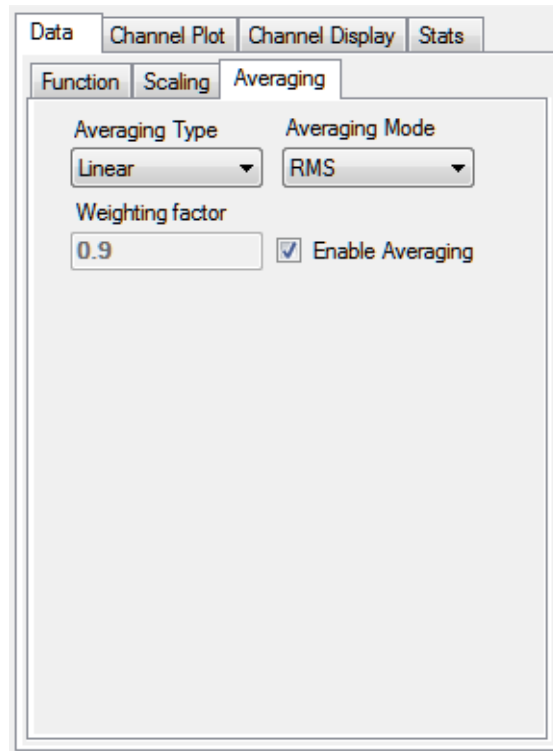 Data Channel Plot Channel Display Stats
Function Scaling Averaging
Averaging Type Averaging Mode
Linear RMS
Weighting factor
0.9 Enable Averaging